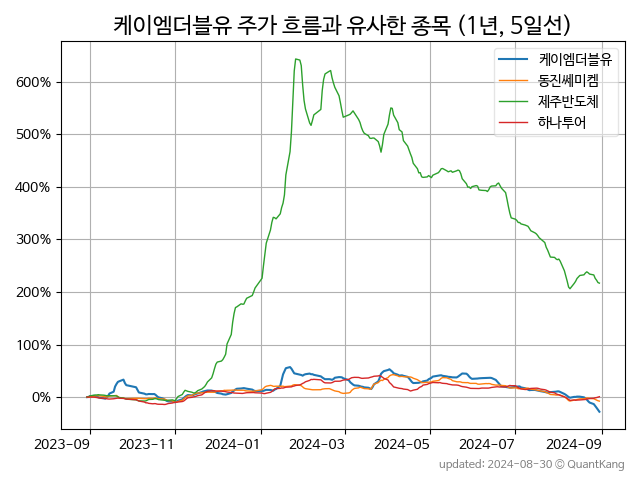 케이엠더블유 주가 흐름과 유사한 종목 (1년, 5일선)
케이엠더블유
동진쎄미켐
제주반도체
하나투어
600%
500%
400%
300%
200%
100%
0%
2023-09 2023-11 2024-01 2024-03 2024-05 2024-07 2024-09
updated: 2024-08-30 © QuantKang